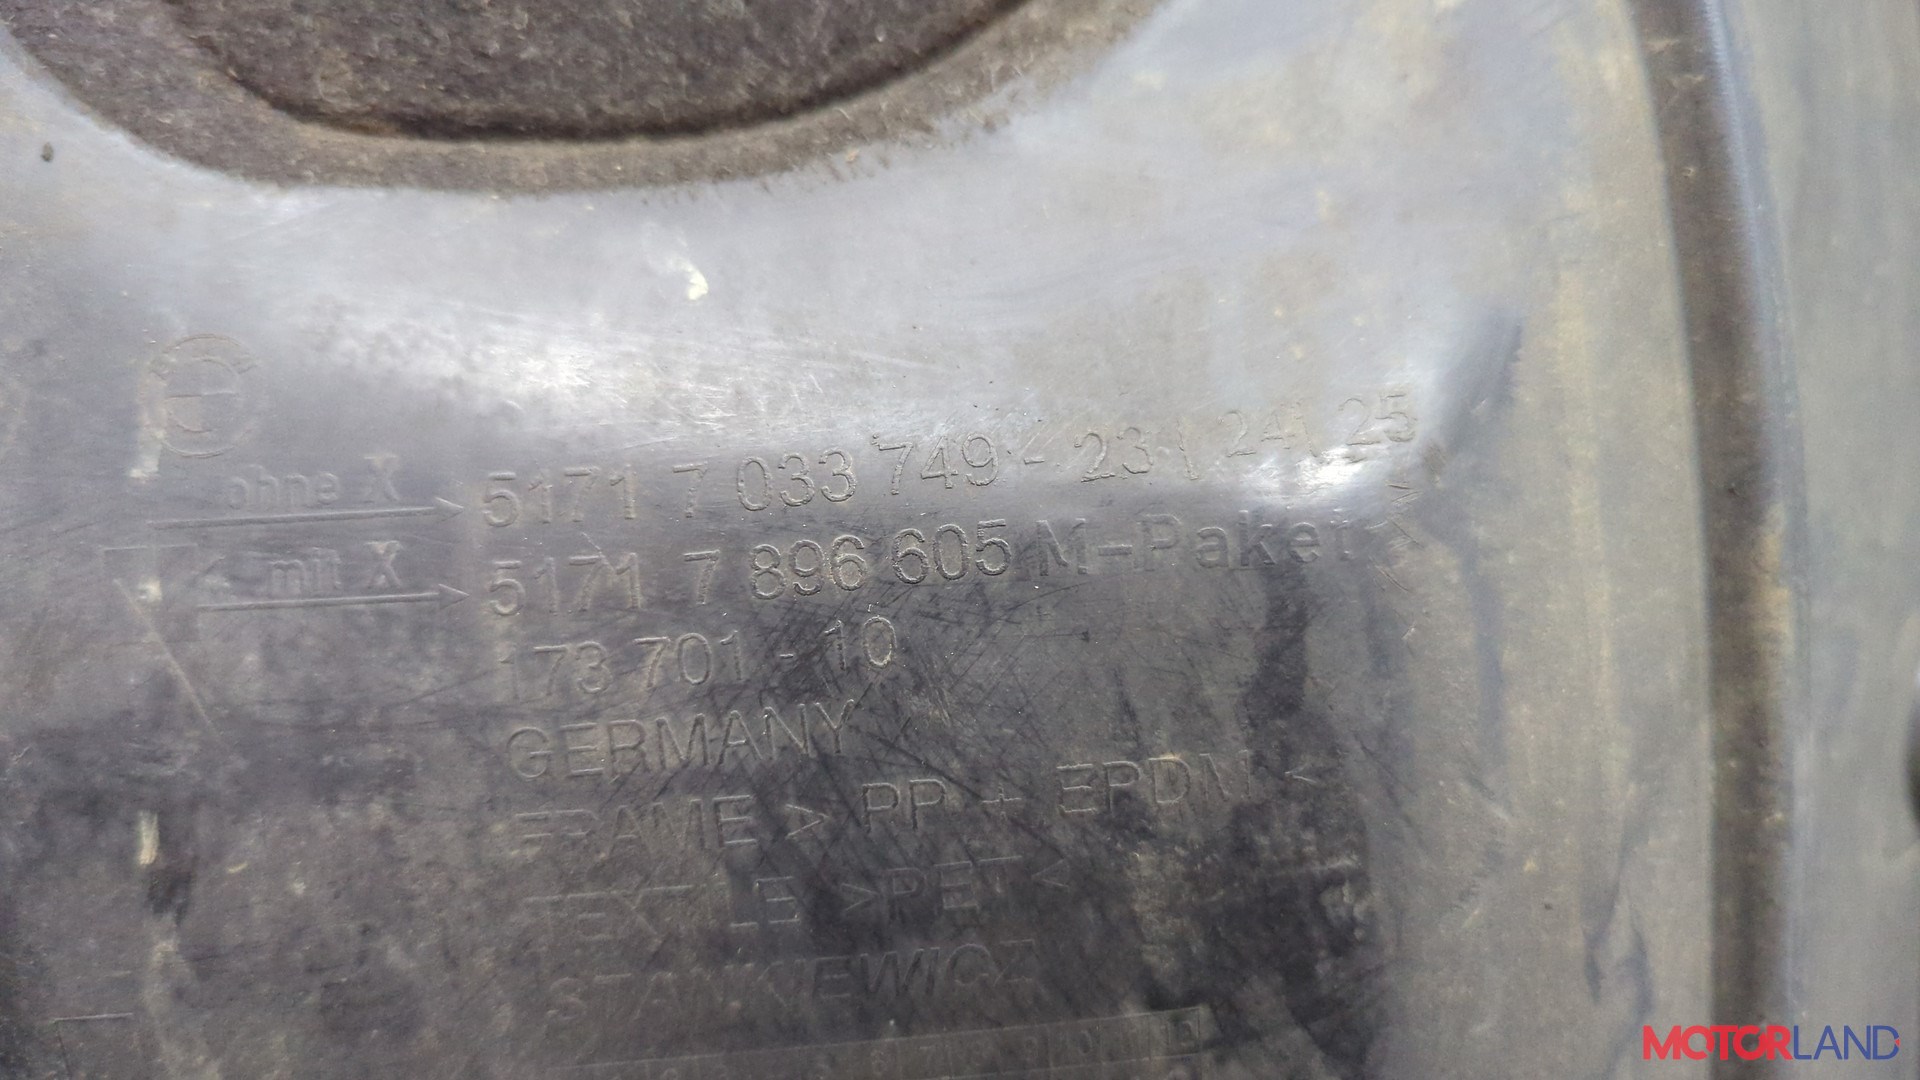 ohne X 5171 7 033 749 - 23 \ 24 \ 25
mit X 5171 7 896 605 M-Paket
173 701 - 10
GERMANY
FRAME > PP + EPDM <
TEXTILE >PET<
STANKIEWICZ
MOTORLAND